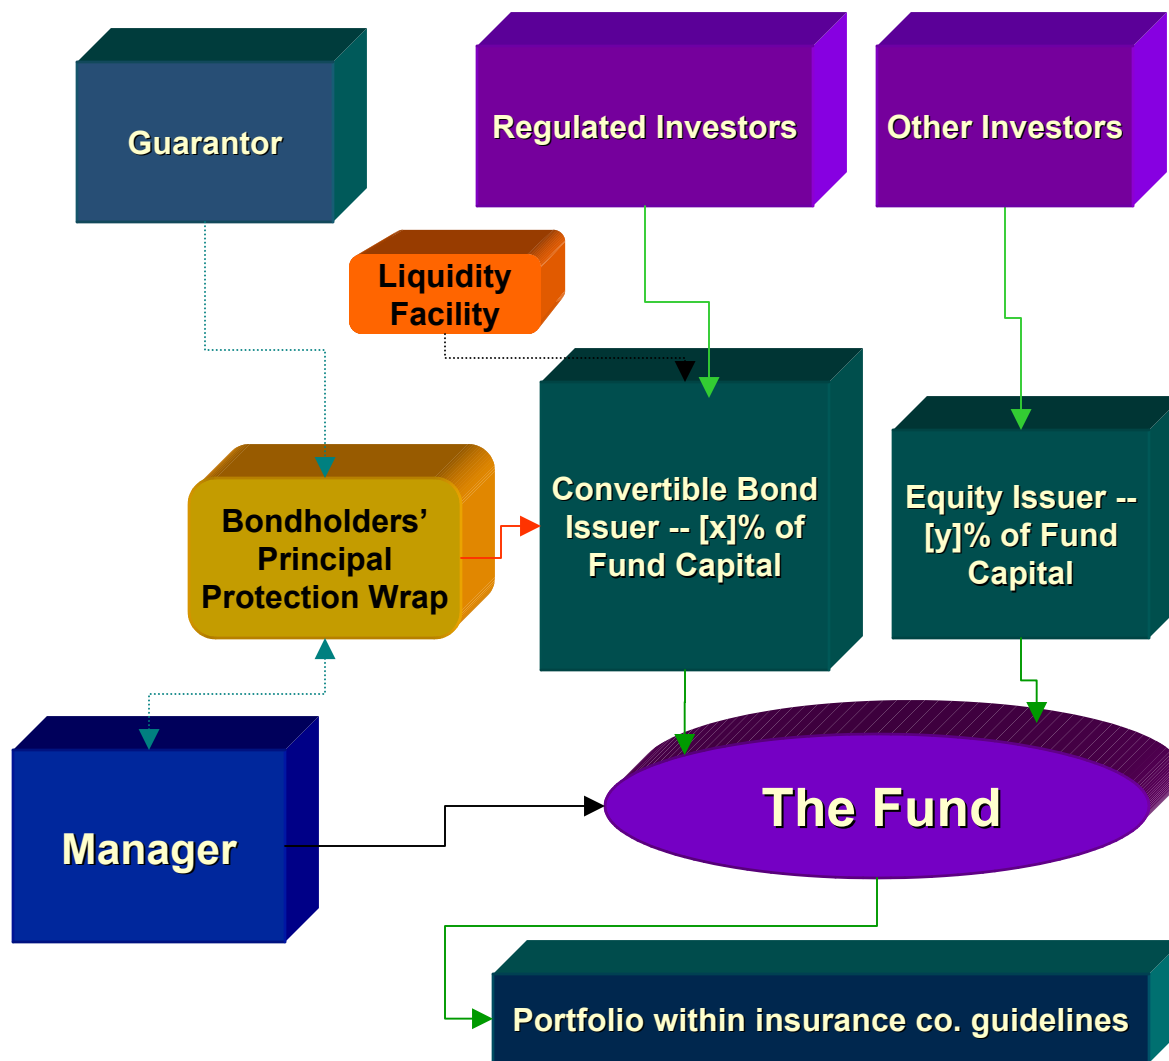 Guarantor
Regulated Investors
Other Investors
Liquidity
Facility
Bondholders’
Principal
Protection Wrap
Convertible Bond
Issuer -- [x]% of
Fund Capital
Equity Issuer --
[y]% of Fund
Capital
Manager
The Fund
Portfolio within insurance co. guidelines